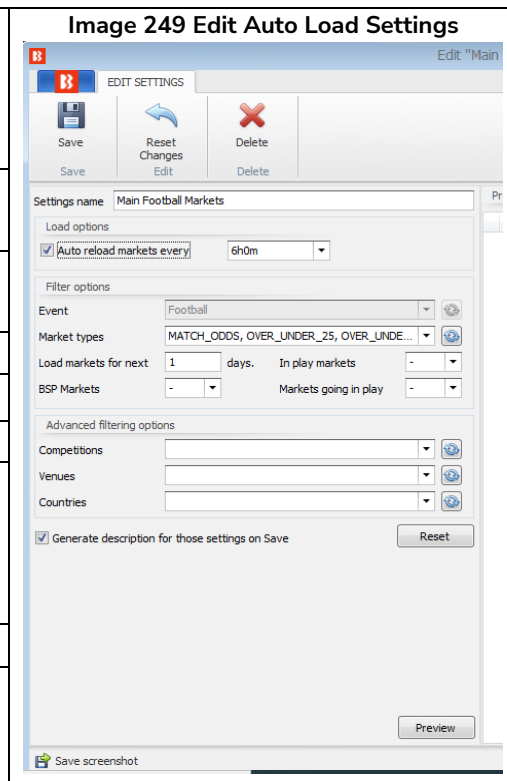 Image 249 Edit Auto Load Settings
Edit "Main
EDIT SETTINGS
Save
Reset Changes
Delete
Save
Edit
Delete
Settings name Main Football Markets
Pr
Load options
Auto reload markets every 6h0m
Filter options
Event Football
Market types MATCH_ODDS, OVER_UNDER_25, OVER_UNDE...
Load markets for next 1 days. In play markets -
BSP Markets - Markets going in play -
Advanced filtering options
Competitions
Venues
Countries
Generate description for those settings on Save Reset
Preview
Save screenshot